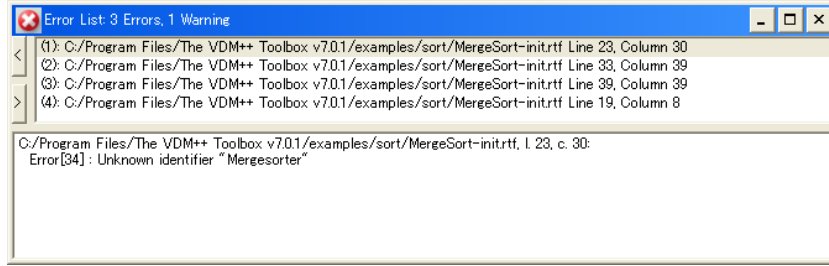 Error List: 3 Errors, 1 Warning
(1): C:/Program Files/The VDM++ Toolbox v7.0.1/examples/sort/MergeSort-init.rtf Line 23, Column 30
(2): C:/Program Files/The VDM++ Toolbox v7.0.1/examples/sort/MergeSort-init.rtf Line 33, Column 39
(3): C:/Program Files/The VDM++ Toolbox v7.0.1/examples/sort/MergeSort-init.rtf Line 39, Column 39
(4): C:/Program Files/The VDM++ Toolbox v7.0.1/examples/sort/MergeSort-init.rtf Line 19, Column 8
C:/Program Files/The VDM++ Toolbox v7.0.1/examples/sort/MergeSort-init.rtf, l. 23, c. 30:
Error[34] : Unknown identifier "Mergesorter"